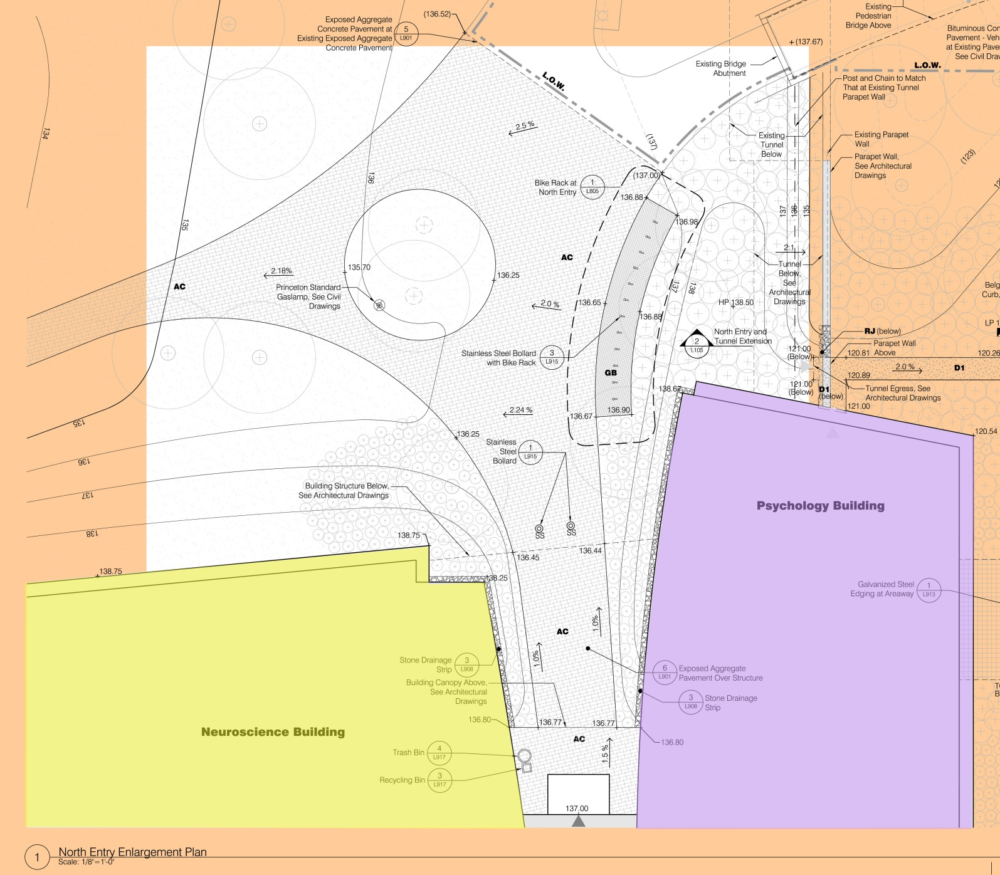 Exposed Aggregate
Concrete Pavement at
Existing Exposed Aggregate
Concrete Pavement
5
L901
(136.52)
Existing
Pedestrian
Bridge Above
+ (137.67)
Existing Bridge
Abutment
L.O.W.
L.O.W.
Post and Chain to Match
That at Existing Tunnel
Parapet Wall
134
2.5 %
(137)
Existing
Tunnel
Below
Existing Parapet
Wall
Parapet Wall,
See Architectural
Drawings
(123)
136
135
Bike Rack at
North Entry
1
L805
(137.00)
136.88
136.98
137
136
135
2:1
Tunnel
Below,
See
Architectural
Drawings
AC
135.70
136.25
2.18%
AC
Princeton Standard
Gaslamp, See Civil
Drawings
2.0 %
136.65
136.88
137
138
HP 138.50
North Entry and
Tunnel Extension
2
L105
RJ (below)
Parapet Wall
Above
121.00
(Below)
120.81
120.26
Stainless Steel Bollard
with Bike Rack
3
L915
GB
2.0 %
D1
120.89
121.00
(Below)
D1
(below)
Tunnel Egress, See
Architectural Drawings
121.00
138.67
2.24 %
136.67
136.90
135
136.25
120.54
Stainless
Steel
Bollard
1
L915
136
137
138
Building Structure Below,
See Architectural Drawings
SS
SS
Psychology Building
138.75
136.45
136.44
138.75
138.25
Galvanized Steel
Edging at Areaway
1
L913
1.0%
AC
1.0%
Stone Drainage
Strip
3
L908
Building Canopy Above,
See Architectural
Drawings
6
L901
Exposed Aggregate
Pavement Over Structure
3
L908
Stone Drainage
Strip
136.80
136.77
136.77
136.80
Neuroscience Building
AC
1.5 %
Trash Bin
4
L917
Recycling Bin
3
L917
137.00
1
North Entry Enlargement Plan
Scale: 1/8"=1'-0"